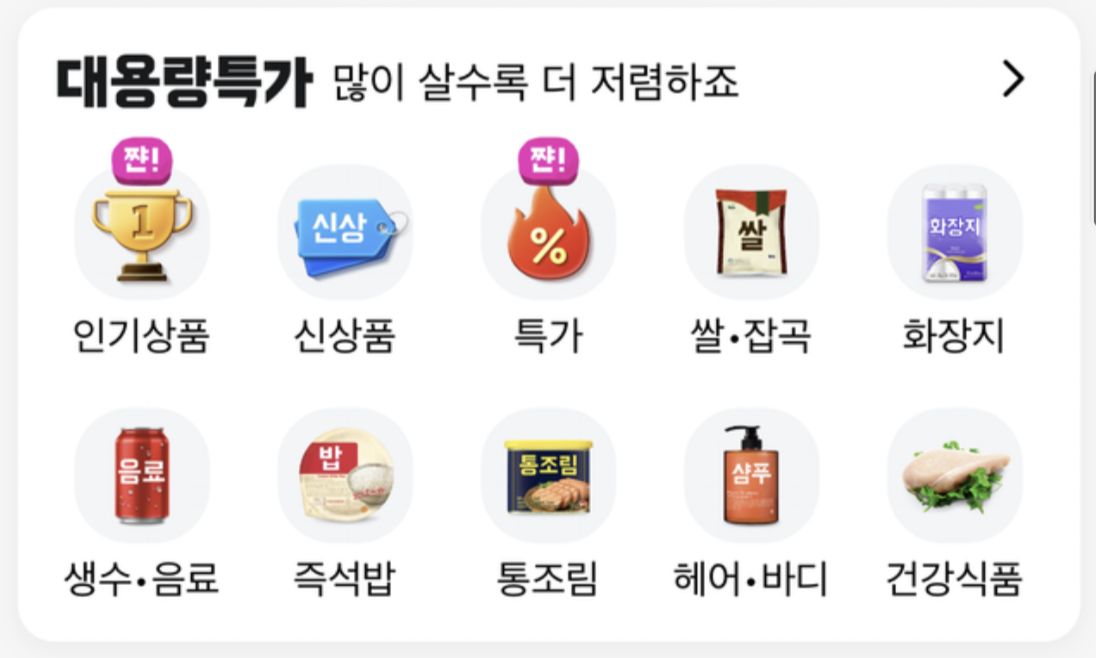 대용량특가 많이 살수록 더 저렴하죠
쨘! 쨘!
1 신상 % 쌀 화장지
인기상품 신상품 특가 쌀•잡곡 화장지
음료 밥 통조림 샴푸
생수•음료 즉석밥 통조림 헤어•바디 건강식품